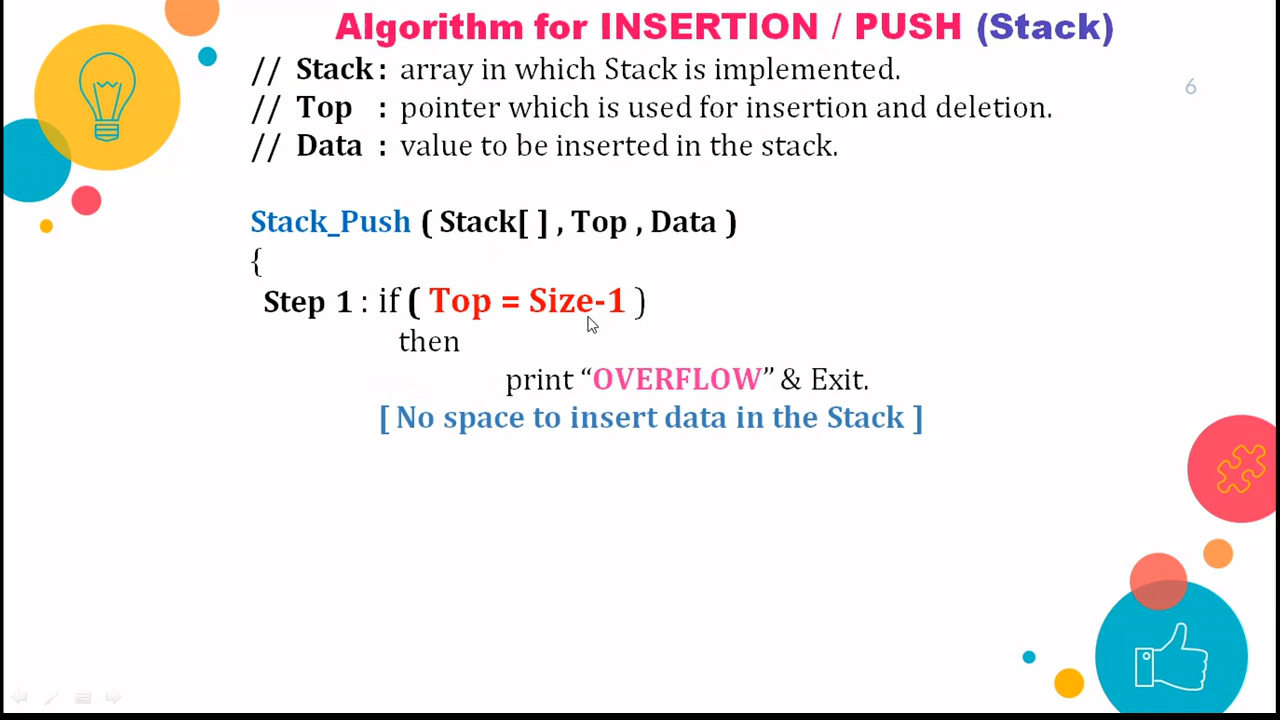 Algorithm for INSERTION / PUSH (Stack)
// Stack : array in which Stack is implemented.
6
// Top : pointer which is used for insertion and deletion.
// Data : value to be inserted in the stack.
Stack_Push ( Stack[ ] , Top , Data )
{
Step 1 : if ( Top = Size-1 )
then
print “OVERFLOW” & Exit.
[ No space to insert data in the Stack ]